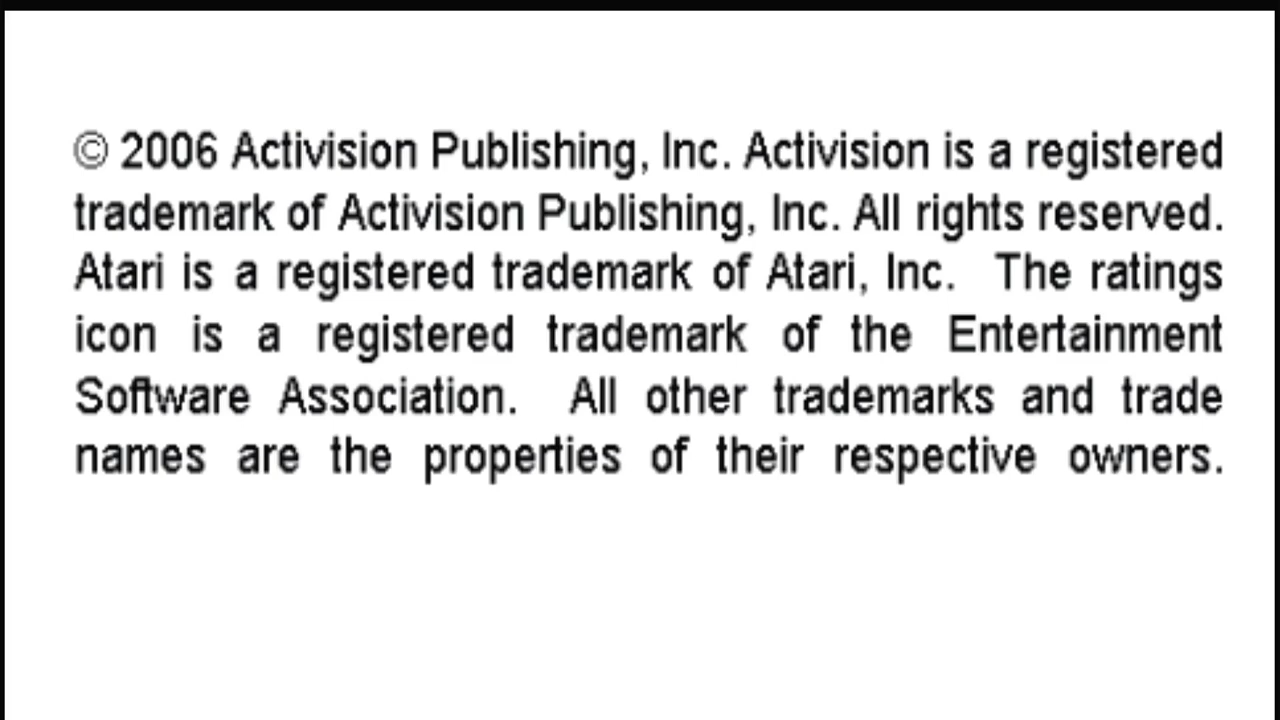 © 2006 Activision Publishing, Inc. Activision is a registered
trademark of Activision Publishing, Inc. All rights reserved.
Atari is a registered trademark of Atari, Inc.  The ratings
icon is a registered trademark of the Entertainment
Software Association.  All other trademarks and trade
names are the properties of their respective owners.